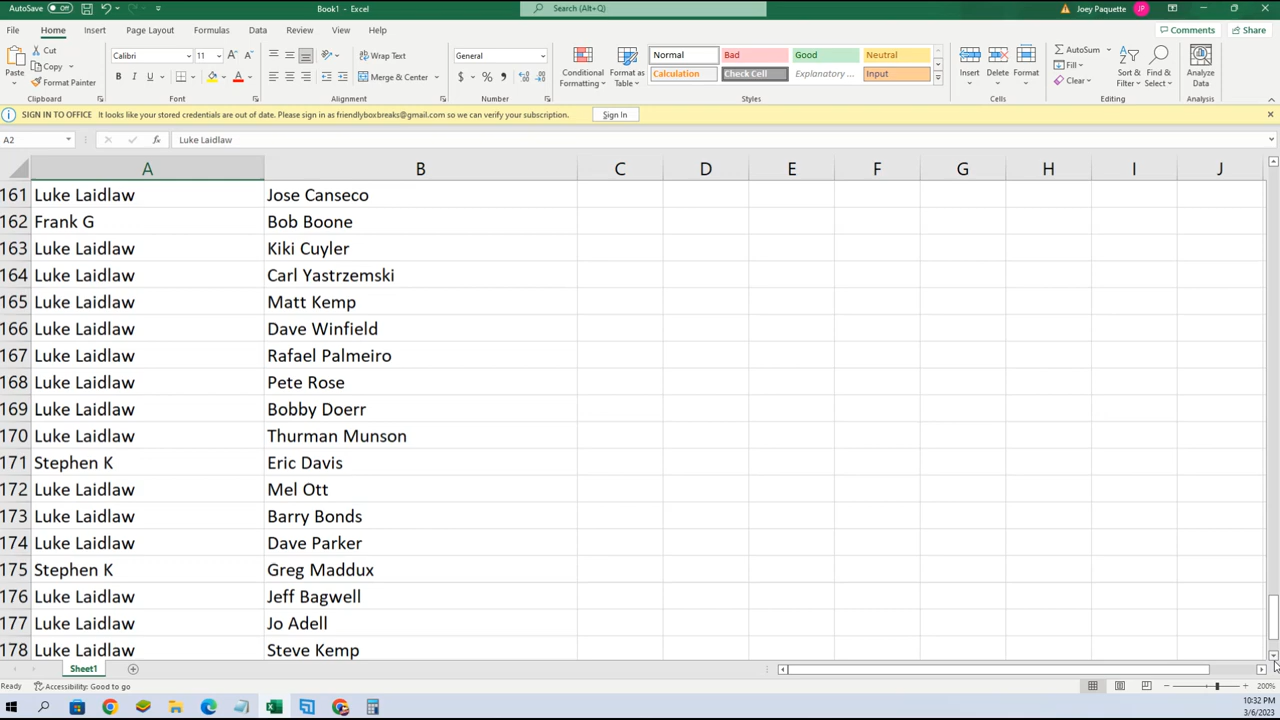 AutoSave Off Book1 - Excel Search (Alt+Q) Joey Paquette JP
File Home Insert Page Layout Formulas Data Review View Help Comments Share
Paste Cut Copy Format Painter Clipboard
Calibri 11 B I U A Font
Wrap Text Merge & Center Alignment
General $ % Number
Conditional Formatting Format as Table
Normal Bad Good Neutral
Calculation Check Cell Explanatory ... Input
Styles
Insert Delete Format Cells
AutoSum Fill Clear Sort & Filter Find & Select Editing
Analyze Data Analysis
SIGN IN TO OFFICE It looks like your stored credentials are out of date. Please sign in as friendlyboxbreaks@gmail.com so we can verify your subscription. Sign In
A2 fx Luke Laidlaw
A B C D E F G H I J
161 Luke Laidlaw Jose Canseco
162 Frank G Bob Boone
163 Luke Laidlaw Kiki Cuyler
164 Luke Laidlaw Carl Yastrzemski
165 Luke Laidlaw Matt Kemp
166 Luke Laidlaw Dave Winfield
167 Luke Laidlaw Rafael Palmeiro
168 Luke Laidlaw Pete Rose
169 Luke Laidlaw Bobby Doerr
170 Luke Laidlaw Thurman Munson
171 Stephen K Eric Davis
172 Luke Laidlaw Mel Ott
173 Luke Laidlaw Barry Bonds
174 Luke Laidlaw Dave Parker
175 Stephen K Greg Maddux
176 Luke Laidlaw Jeff Bagwell
177 Luke Laidlaw Jo Adell
178 Luke Laidlaw Steve Kemp
Sheet1
Ready Accessibility: Good to go 200%
10:32 PM
3/6/2023